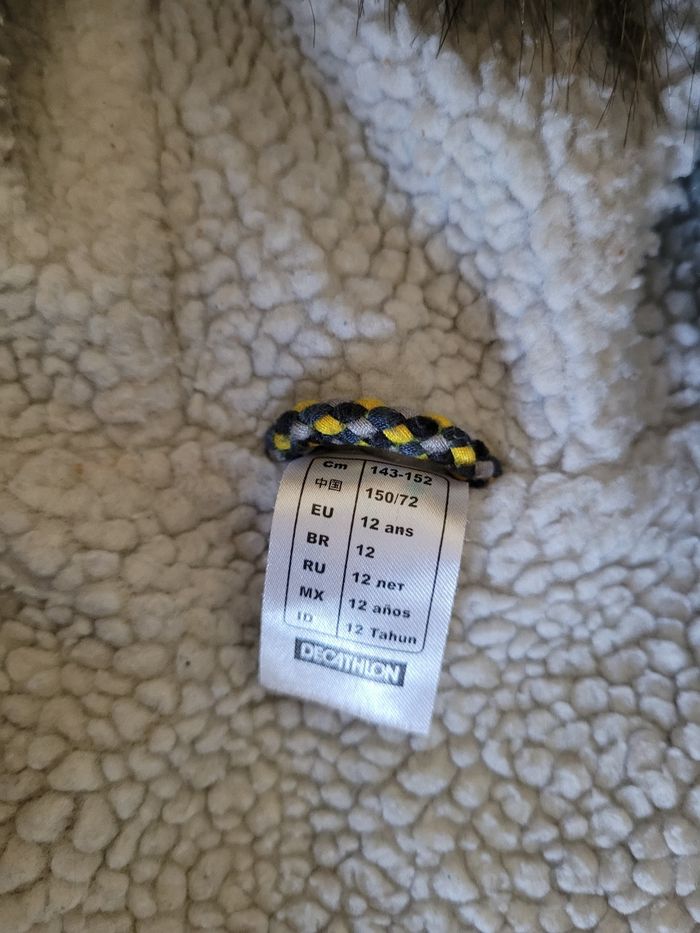 cm 143-152
中国 150/72
EU 12 ans
BR 12
RU 12 лет
MX 12 años
ID 12 Tahun
DECATHLON